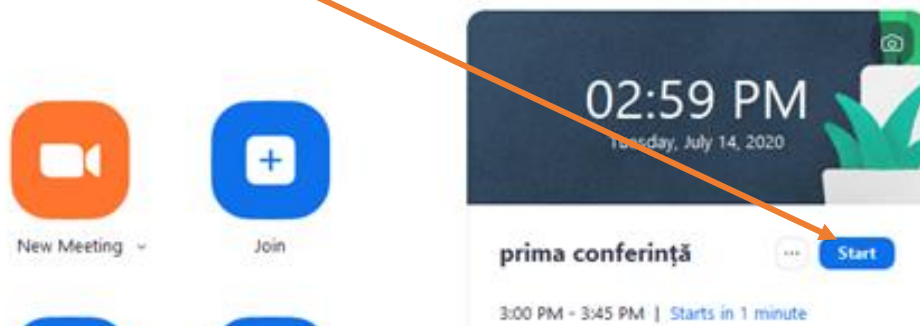 02:59 PM
Tuesday, July 14, 2020
New Meeting
Join
prima conferință
Start
3:00 PM - 3:45 PM | Starts in 1 minute